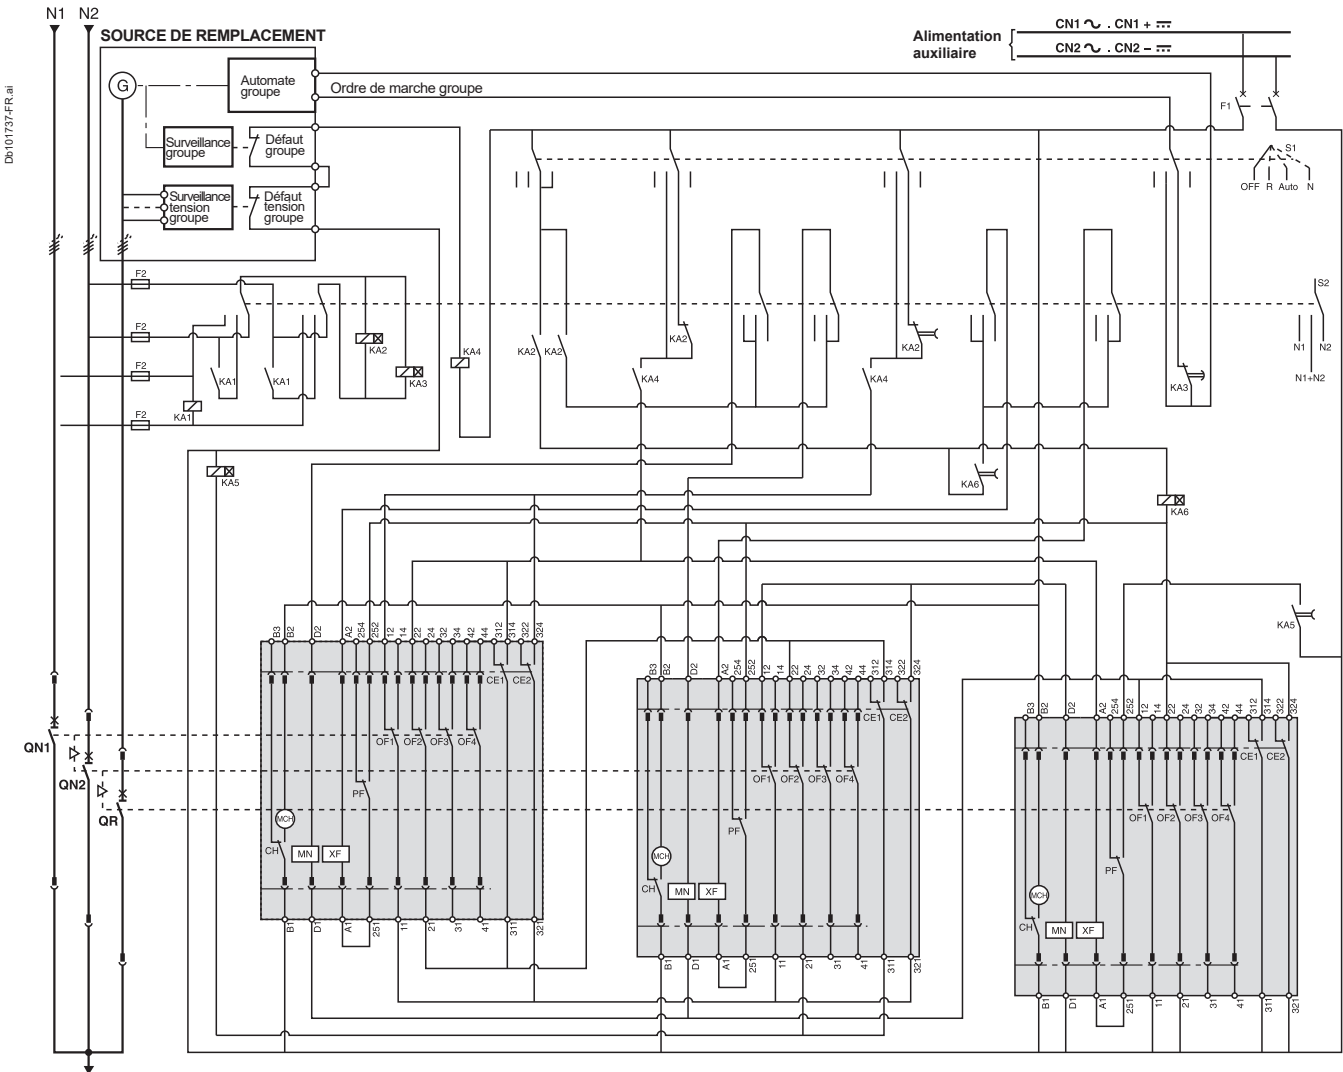 N1 N2
SOURCE DE REMPLACEMENT
Alimentation
auxiliaire
CN1 ∿ . CN1 + ⎓
CN2 ∿ . CN2 – ⎓
Db101737-FR.ai
G
Automate
groupe
Ordre de marche groupe
F1
Surveillance
groupe
Défaut
groupe
S1
OFF R Auto N
Surveillance
tension
groupe
Défaut
tension
groupe
F2
S2
F2
KA2
KA2
KA2 KA2
KA2
N1 N2
KA4
F2
KA1
KA1
KA3
KA4
KA4
KA3
N1+N2
F2
KA1
KA5
KA6
KA6
KA5
B3 B2 D2 A2 254 252 12 14 22 24 32 34 42 44 312 314 322 324
CE1 CE2
OF1 OF2 OF3 OF4
PF
MCH
CH
MN XF
B1 D1 A1 251 11 21 31 41 311 321
B3 B2 D2 A2 254 252 12 14 22 24 32 34 42 44 312 314 322 324
CE1 CE2
OF1 OF2 OF3 OF4
PF
MCH
CH
MN XF
B1 D1 A1 251 11 21 31 41 311 321
B3 B2 D2 A2 254 252 12 14 22 24 32 34 42 44 312 314 322 324
CE1 CE2
OF1 OF2 OF3 OF4
PF
MCH
CH
MN XF
B1 D1 A1 251 11 21 31 41 311 321
QN1
QN2
QR